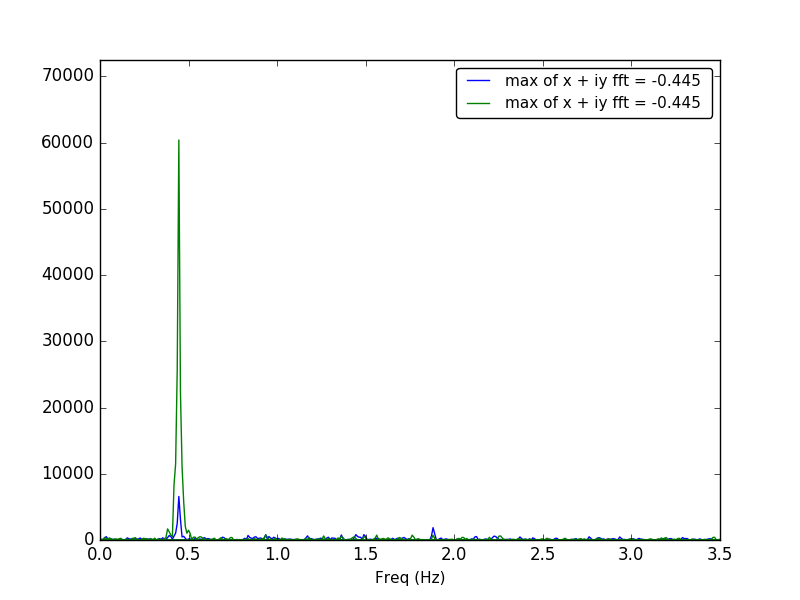 70000
60000
50000
40000
30000
20000
10000
0
max of x + iy fft = -0.445
max of x + iy fft = -0.445
0.0 0.5 1.0 1.5 2.0 2.5 3.0 3.5
Freq (Hz)